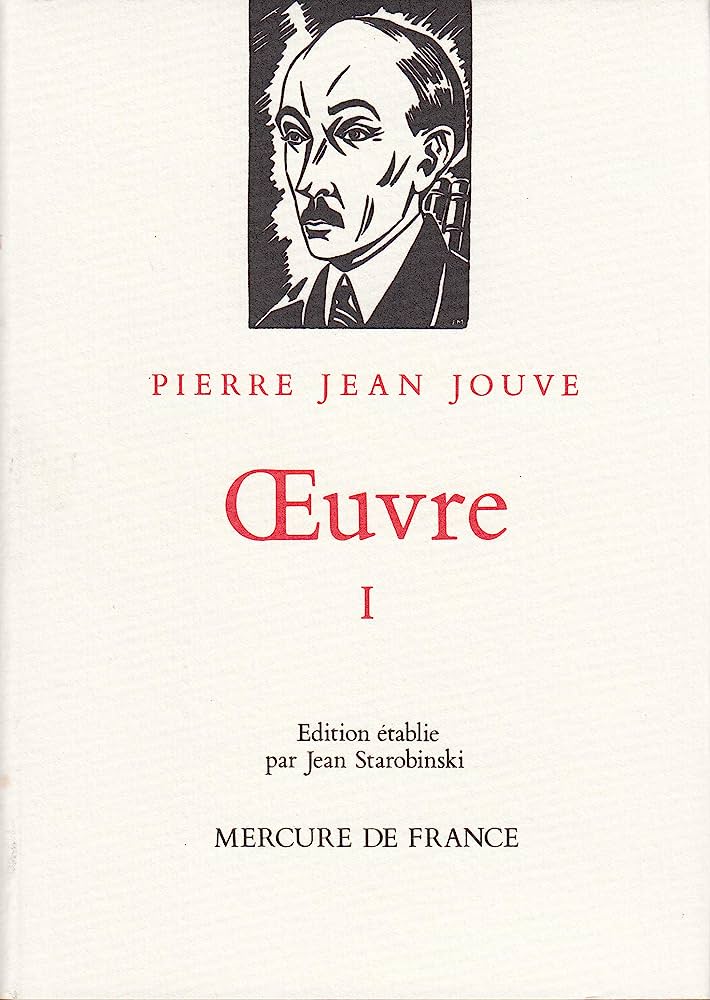 PIERRE JEAN JOUVE
Œuvre
I
Edition établie
par Jean Starobinski
MERCURE DE FRANCE